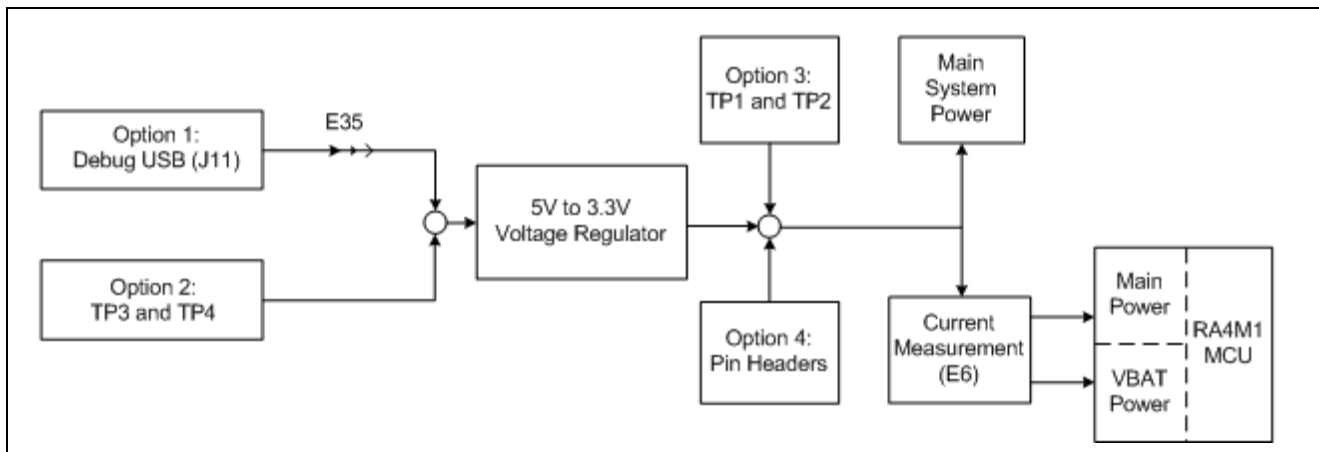 Option 1:
Debug USB (J11)
E35
Option 2:
TP3 and TP4
5V to 3.3V
Voltage Regulator
Option 3:
TP1 and TP2
Option 4:
Pin Headers
Main
System
Power
Current
Measurement
(E6)
Main
Power
VBAT
Power
RA4M1
MCU